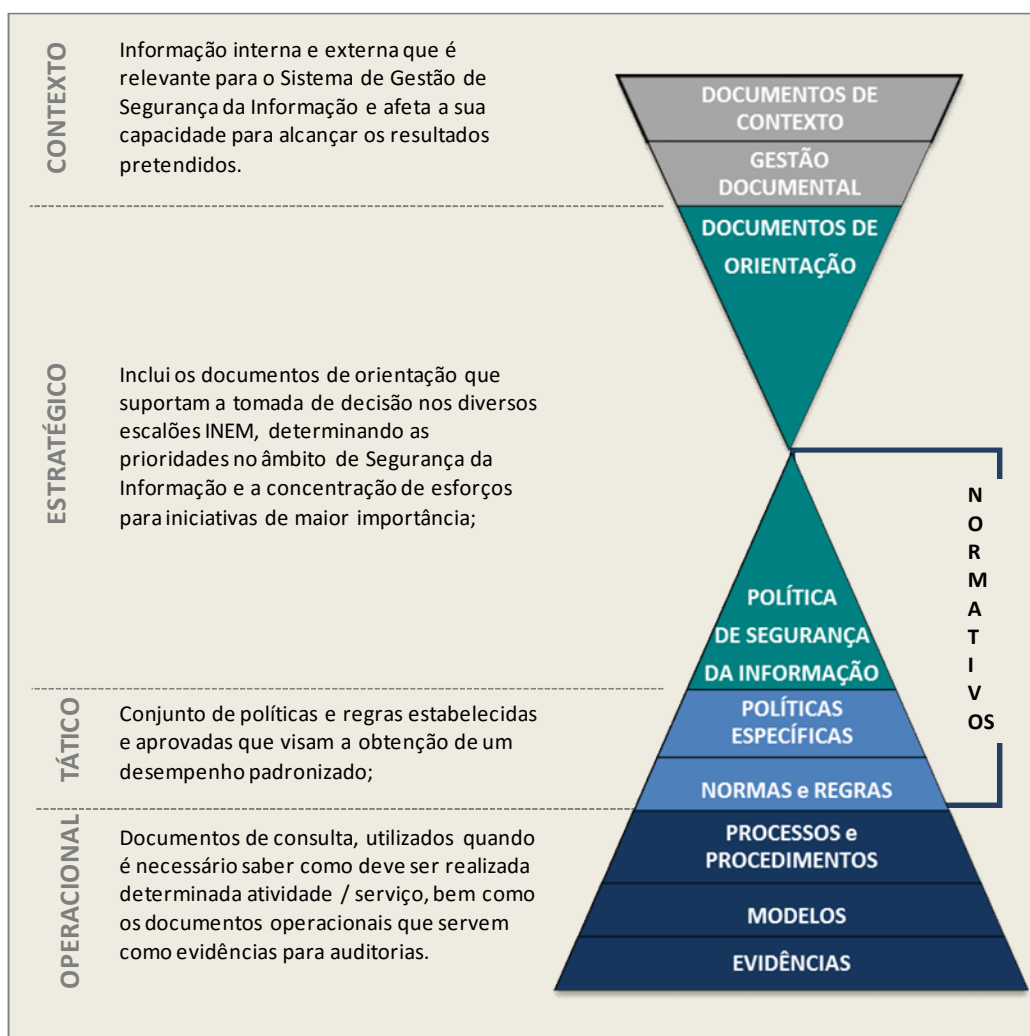 CONTEXTO
Informação interna e externa que é
relevante para o Sistema de Gestão de
Segurança da Informação e afeta a sua
capacidade para alcançar os resultados
pretendidos.
DOCUMENTOS DE
CONTEXTO
GESTÃO
DOCUMENTAL
DOCUMENTOS DE
ORIENTAÇÃO
ESTRATÉGICO
Inclui os documentos de orientação que
suportam a tomada de decisão nos diversos
escalões INEM, determinando as
prioridades no âmbito de Segurança da
Informação e a concentração de esforços
para iniciativas de maior importância;
POLÍTICA
DE SEGURANÇA
DA INFORMAÇÃO
NORMATIVOS
TÁTICO
Conjunto de políticas e regras estabelecidas
e aprovadas que visam a obtenção de um
desempenho padronizado;
POLÍTICAS
ESPECÍFICAS
NORMAS e REGRAS
OPERACIONAL
Documentos de consulta, utilizados quando
é necessário saber como deve ser realizada
determinada atividade / serviço, bem como
os documentos operacionais que servem
como evidências para auditorias.
PROCESSOS e
PROCEDIMENTOS
MODELOS
EVIDÊNCIAS